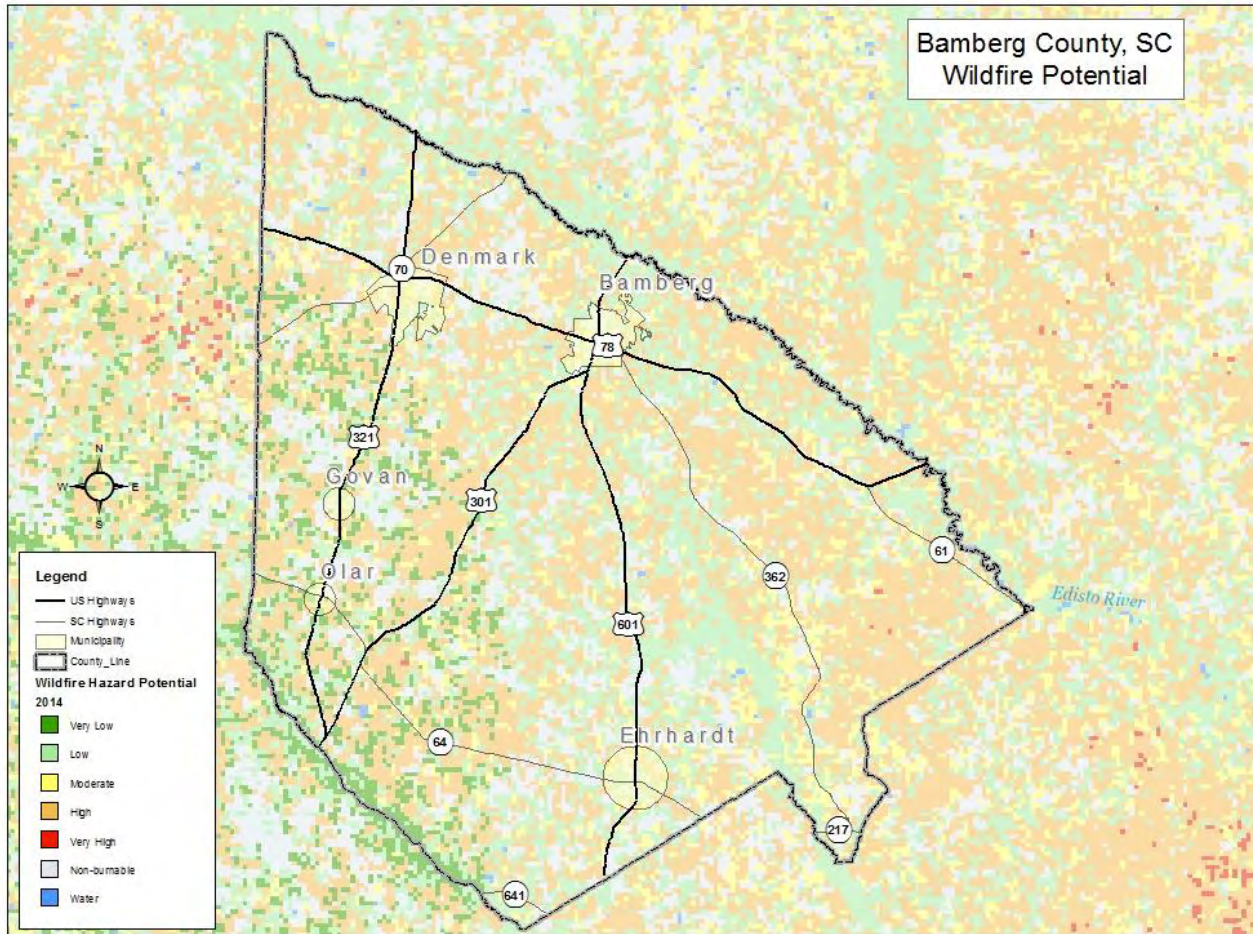 Bamberg County, SC
Wildfire Potential
Denmark
70
Bamberg
78
321
Govan
301
N
W
E
S
Olar
61
362
Edisto River
601
Ehrhardt
64
217
641
Legend
US Highways
SC Highways
Municipality
County_Line
Wildfire Hazard Potential
2014
Very Low
Low
Moderate
High
Very High
Non-burnable
Water